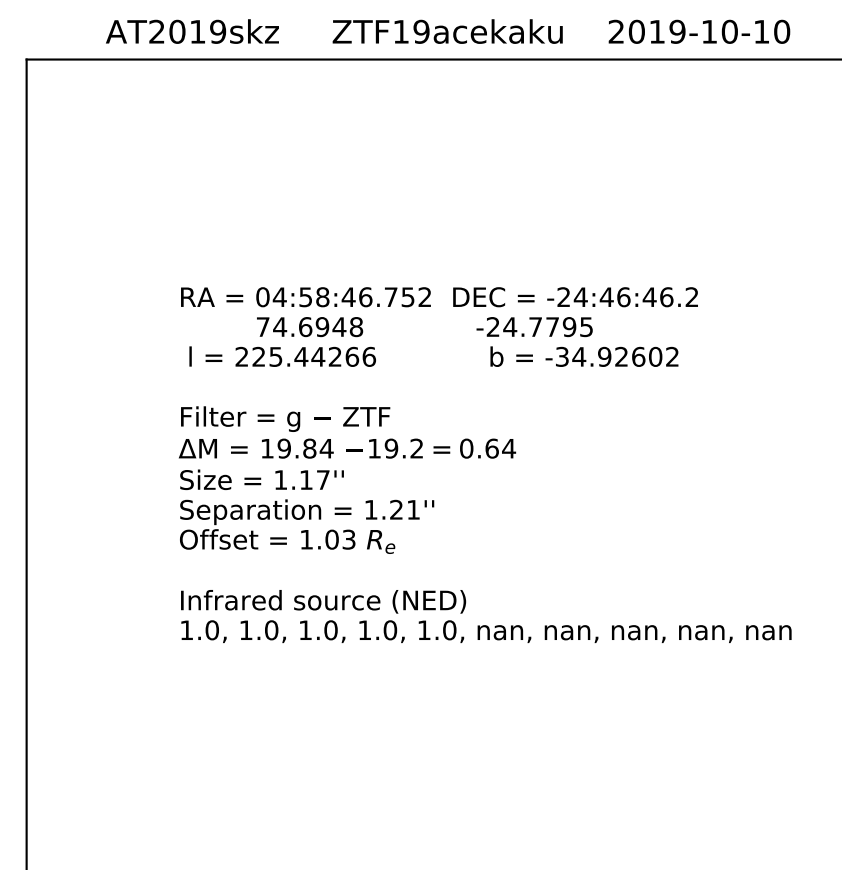 AT2019skz ZTF19acekaku 2019-10-10
RA = 04:58:46.752 DEC = -24:46:46.2
74.6948 -24.7795
l = 225.44266 b = -34.92602
Filter = g − ZTF
ΔM = 19.84 −19.2 = 0.64
Size = 1.17''
Separation = 1.21''
Offset = 1.03 Rₑ
Infrared source (NED)
1.0, 1.0, 1.0, 1.0, 1.0, nan, nan, nan, nan, nan